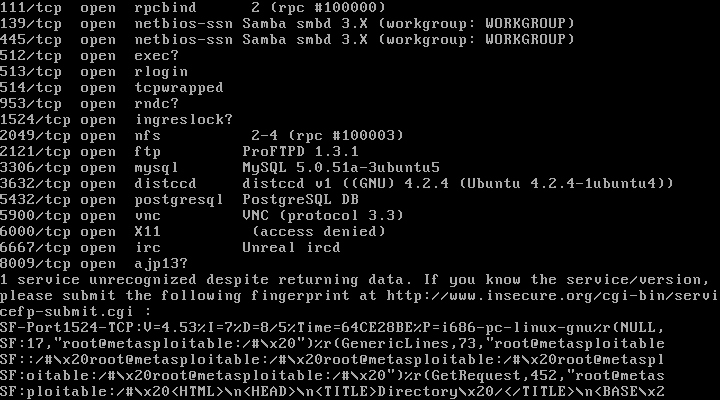 111/tcp  open  rpcbind      2 (rpc #100000)
139/tcp  open  netbios-ssn Samba smbd 3.X (workgroup: WORKGROUP)
445/tcp  open  netbios-ssn Samba smbd 3.X (workgroup: WORKGROUP)
512/tcp  open  exec?
513/tcp  open  rlogin
514/tcp  open  tcpwrapped
953/tcp  open  rndc?
1524/tcp open  ingreslock?
2049/tcp open  nfs          2-4 (rpc #100003)
2121/tcp open  ftp         ProFTPD 1.3.1
3306/tcp open  mysql       MySQL 5.0.51a-3ubuntu5
3632/tcp open  distccd     distccd v1 ((GNU) 4.2.4 (Ubuntu 4.2.4-1ubuntu4))
5432/tcp open  postgresql  PostgreSQL DB
5900/tcp open  vnc         VNC (protocol 3.3)
6000/tcp open  X11          (access denied)
6667/tcp open  irc         Unreal ircd
8009/tcp open  ajp13?
1 service unrecognized despite returning data. If you know the service/version,
please submit the following fingerprint at http://www.insecure.org/cgi-bin/servi
cefp-submit.cgi :
SF-Port1524-TCP:V=4.53%I=7%D=8/5%Time=64CE28BE%P=i686-pc-linux-gnu%r(NULL,
SF:17,"root@metasploitable:/#\x20")%r(GenericLines,73,"root@metasploitable
SF::/#\x20root@metasploitable:/#\x20root@metasploitable:/#\x20root@metaspl
SF:oitable:/#\x20root@metasploitable:/#\x20")%r(GetRequest,452,"root@metas
SF:ploitable:/#\x20<HTML>\n<HEAD>\n<TITLE>Directory\x20/</TITLE>\n<BASE\x2